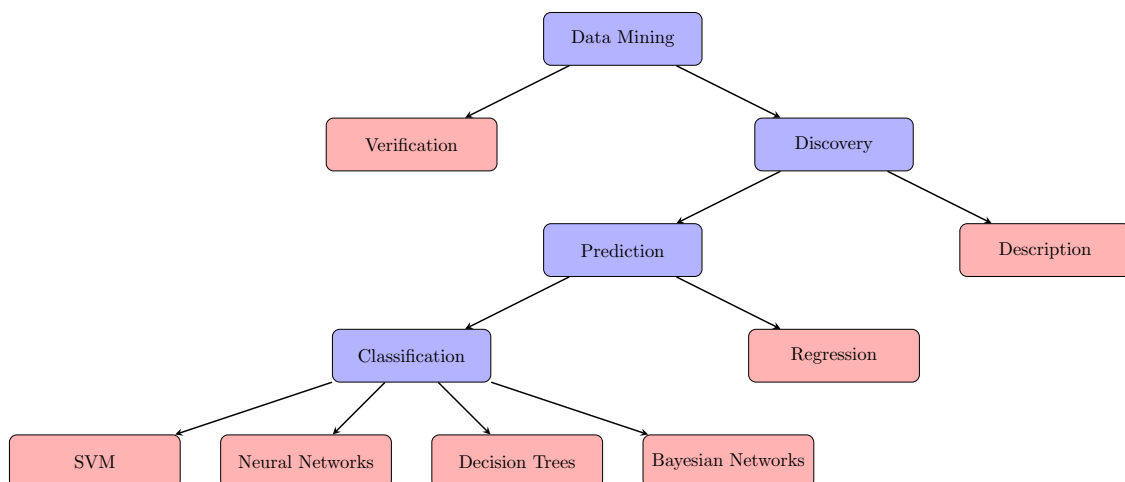 Data Mining
Verification
Discovery
Prediction
Description
Classification
Regression
SVM
Neural Networks
Decision Trees
Bayesian Networks